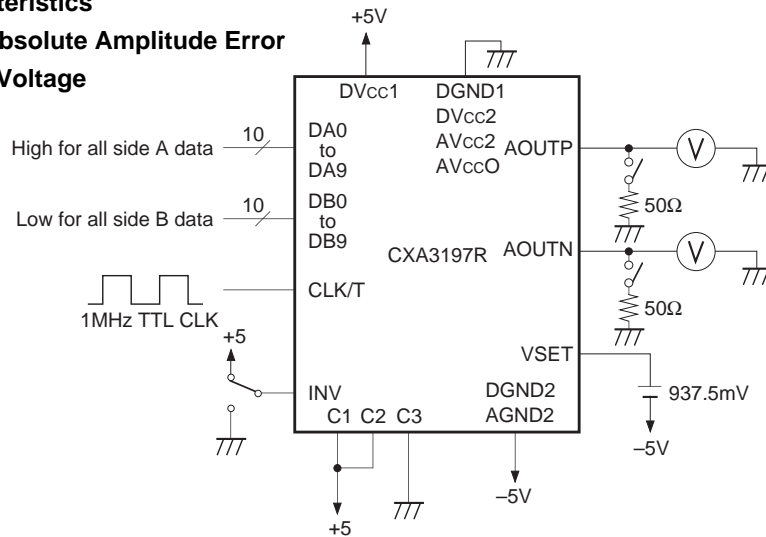 teristics
bsolute Amplitude Error
Voltage
+5V
DVCC1
DGND1
DVCC2
AVCC2
AVCCO
High for all side A data
10
DA0
to
DA9
AOUTP
V
50Ω
Low for all side B data
10
DB0
to
DB9
CXA3197R
AOUTN
V
50Ω
CLK/T
1MHz TTL CLK
+5
INV
VSET
937.5mV
–5V
C1 C2 C3
DGND2
AGND2
+5
–5V